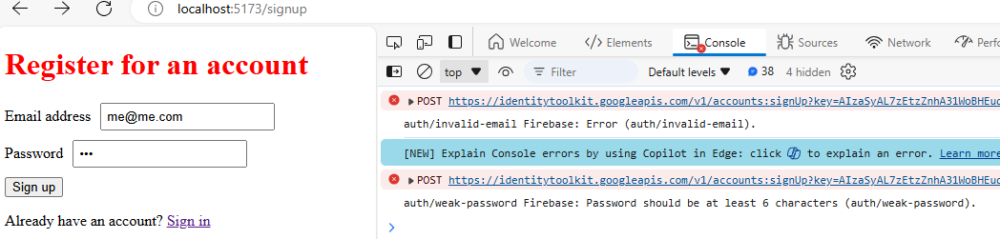 localhost:5173/signup
Welcome Elements Console Sources Network Perfo
top Filter Default levels 38 4 hidden
Register for an account
Email address me@me.com
Password •••
Sign up
Already have an account? Sign in
POST https://identitytoolkit.googleapis.com/v1/accounts:signUp?key=AIzaSyAL7zEtzZnhA31WoBHEuc
auth/invalid-email Firebase: Error (auth/invalid-email).
[NEW] Explain Console errors by using Copilot in Edge: click to explain an error. Learn more
POST https://identitytoolkit.googleapis.com/v1/accounts:signUp?key=AIzaSyAL7zEtzZnhA31WoBHEuc
auth/weak-password Firebase: Password should be at least 6 characters (auth/weak-password).